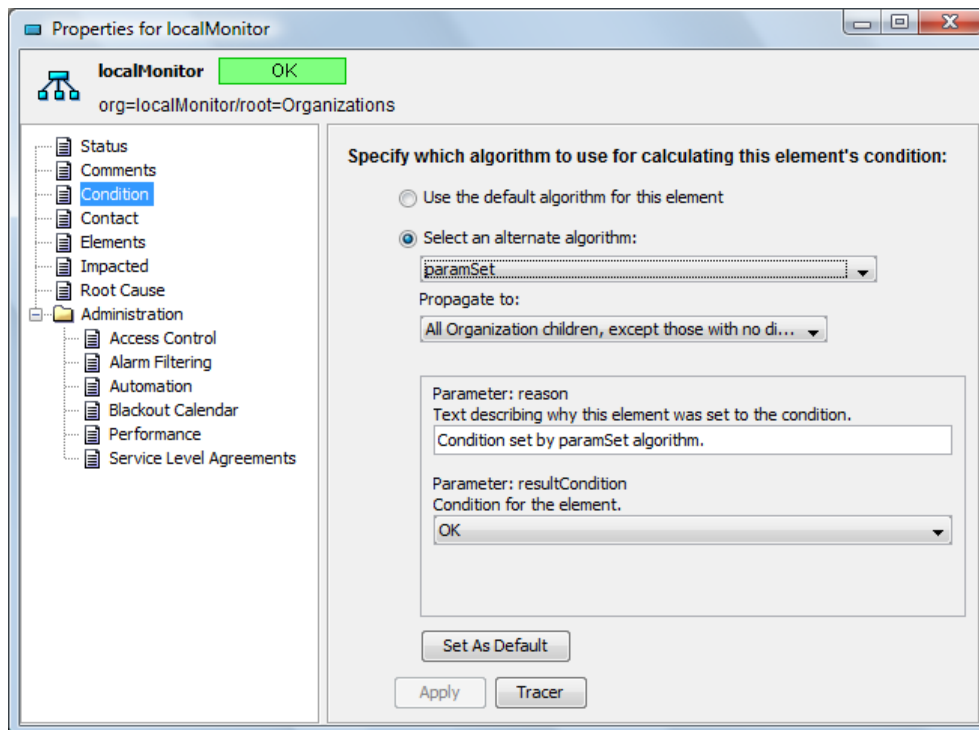 Properties for localMonitor
localMonitor OK
org=localMonitor/root=Organizations
Status
Comments
Condition
Contact
Elements
Impacted
Root Cause
Administration
Access Control
Alarm Filtering
Automation
Blackout Calendar
Performance
Service Level Agreements
Specify which algorithm to use for calculating this element's condition:
Use the default algorithm for this element
Select an alternate algorithm:
paramSet
Propagate to:
All Organization children, except those with no di...
Parameter: reason
Text describing why this element was set to the condition.
Condition set by paramSet algorithm.
Parameter: resultCondition
Condition for the element.
OK
Set As Default
Apply Tracer